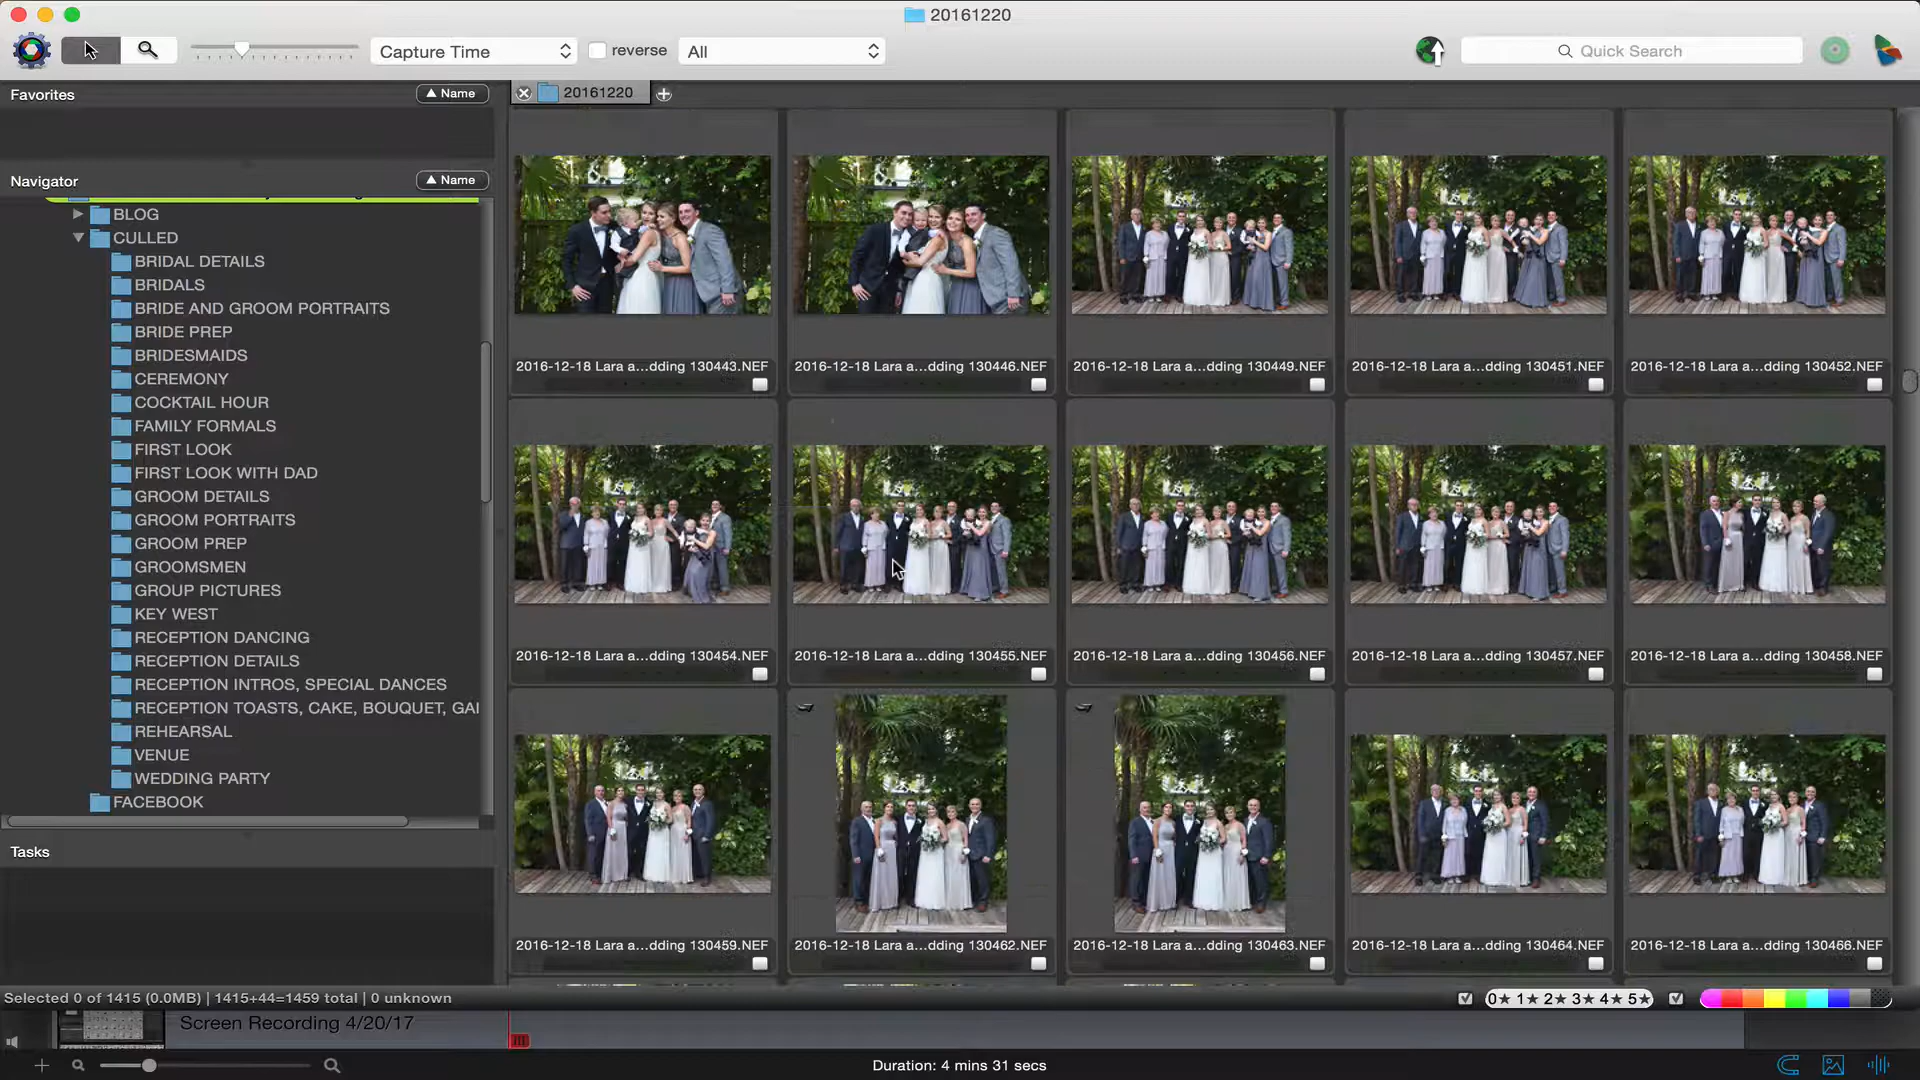 20161220
Capture Time
reverse
All
Quick Search
Favorites
Name
20161220
Navigator
Name
BLOG
CULLED
BRIDAL DETAILS
BRIDALS
BRIDE AND GROOM PORTRAITS
BRIDE PREP
BRIDESMAIDS
CEREMONY
COCKTAIL HOUR
FAMILY FORMALS
FIRST LOOK
FIRST LOOK WITH DAD
GROOM DETAILS
GROOM PORTRAITS
GROOM PREP
GROOMSMEN
GROUP PICTURES
KEY WEST
RECEPTION DANCING
RECEPTION DETAILS
RECEPTION INTROS, SPECIAL DANCES
RECEPTION TOASTS, CAKE, BOUQUET, GAI
REHEARSAL
VENUE
WEDDING PARTY
FACEBOOK
Tasks
2016-12-18 Lara a...dding 130443.NEF
2016-12-18 Lara a...dding 130446.NEF
2016-12-18 Lara a...dding 130449.NEF
2016-12-18 Lara a...dding 130451.NEF
2016-12-18 Lara a...dding 130452.NEF
2016-12-18 Lara a...dding 130454.NEF
2016-12-18 Lara a...dding 130455.NEF
2016-12-18 Lara a...dding 130456.NEF
2016-12-18 Lara a...dding 130457.NEF
2016-12-18 Lara a...dding 130458.NEF
2016-12-18 Lara a...dding 130459.NEF
2016-12-18 Lara a...dding 130462.NEF
2016-12-18 Lara a...dding 130463.NEF
2016-12-18 Lara a...dding 130464.NEF
2016-12-18 Lara a...dding 130466.NEF
Selected 0 of 1415 (0.0MB) | 1415+44=1459 total | 0 unknown
0★ 1★ 2★ 3★ 4★ 5★
Screen Recording 4/20/17
Duration: 4 mins 31 secs